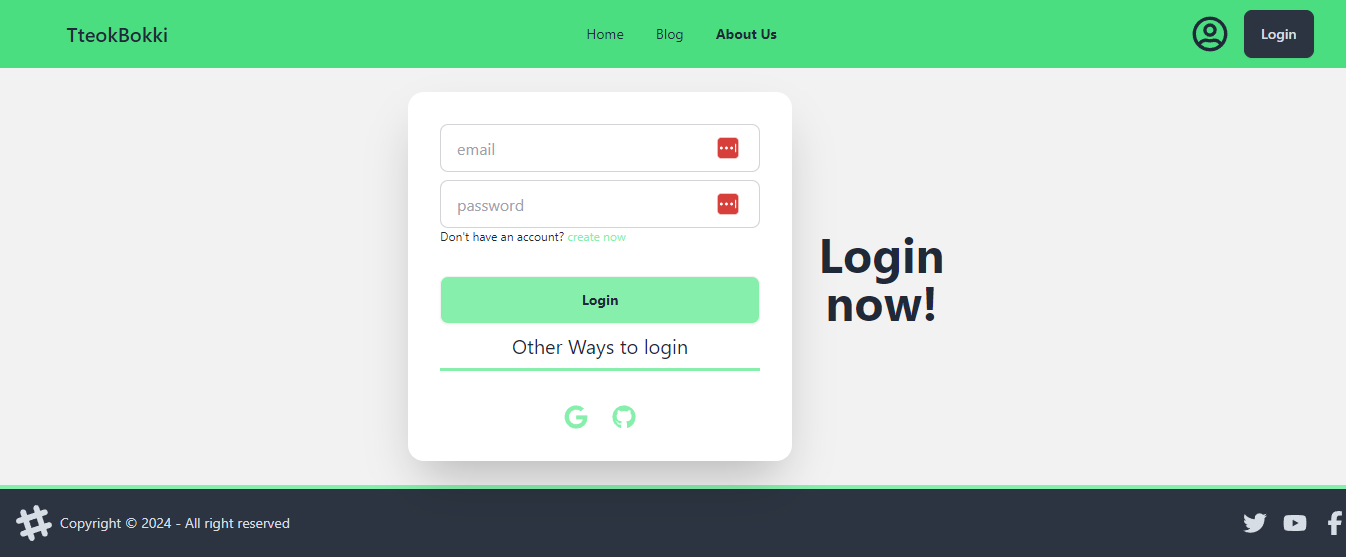 TteokBokki
Home
Blog
About Us
Login
email
password
Don't have an account? create now
Login
Other Ways to login
Login
now!
Copyright © 2024 - All right reserved